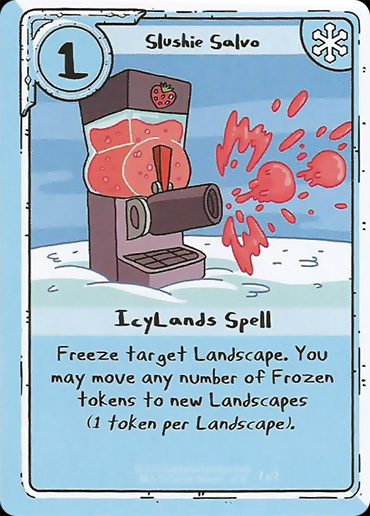 1
Slushie Salvo
IcyLands Spell
Freeze target Landscape. You
may move any number of Frozen
tokens to new Landscapes
(1 token per Landscape).